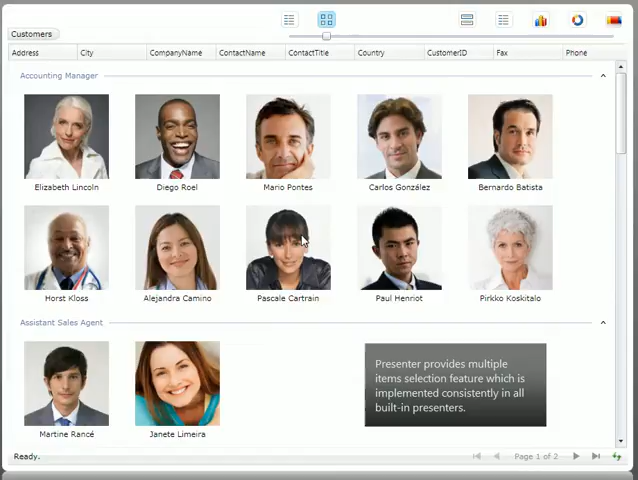 Customers
Address City CompanyName ContactName ContactTitle Country CustomerID Fax Phone
Accounting Manager
Elizabeth Lincoln Diego Roel Mario Pontes Carlos González Bernardo Batista
Horst Kloss Alejandra Camino Pascale Cartrain Paul Henriot Pirkko Koskitalo
Assistant Sales Agent
Presenter provides multiple
items selection feature which is
implemented consistently in all
built-in presenters.
Martine Rancé Janete Limeira
Ready. Page 1 of 2